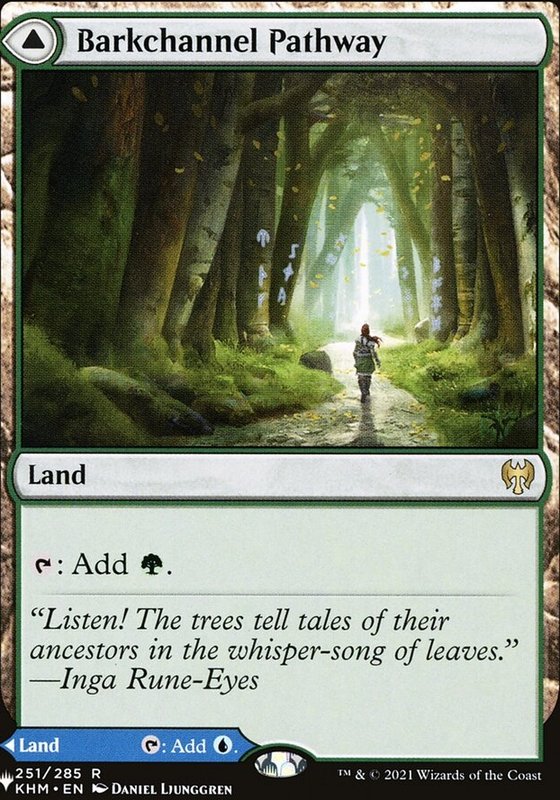 Barkchannel Pathway
Land
: Add .
“Listen! The trees tell tales of their
ancestors in the whisper-song of leaves.”
—Inga Rune-Eyes
Land : Add .
251/285 R
KHM • EN Daniel Ljunggren
™ & © 2021 Wizards of the Coast